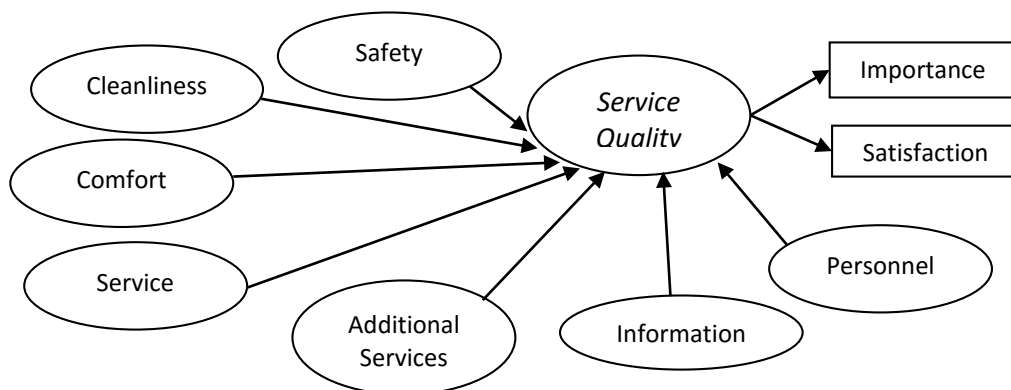 Safety
Cleanliness
Comfort
Service
Additional
Services
Information
Personnel
Service
Quality
Importance
Satisfaction